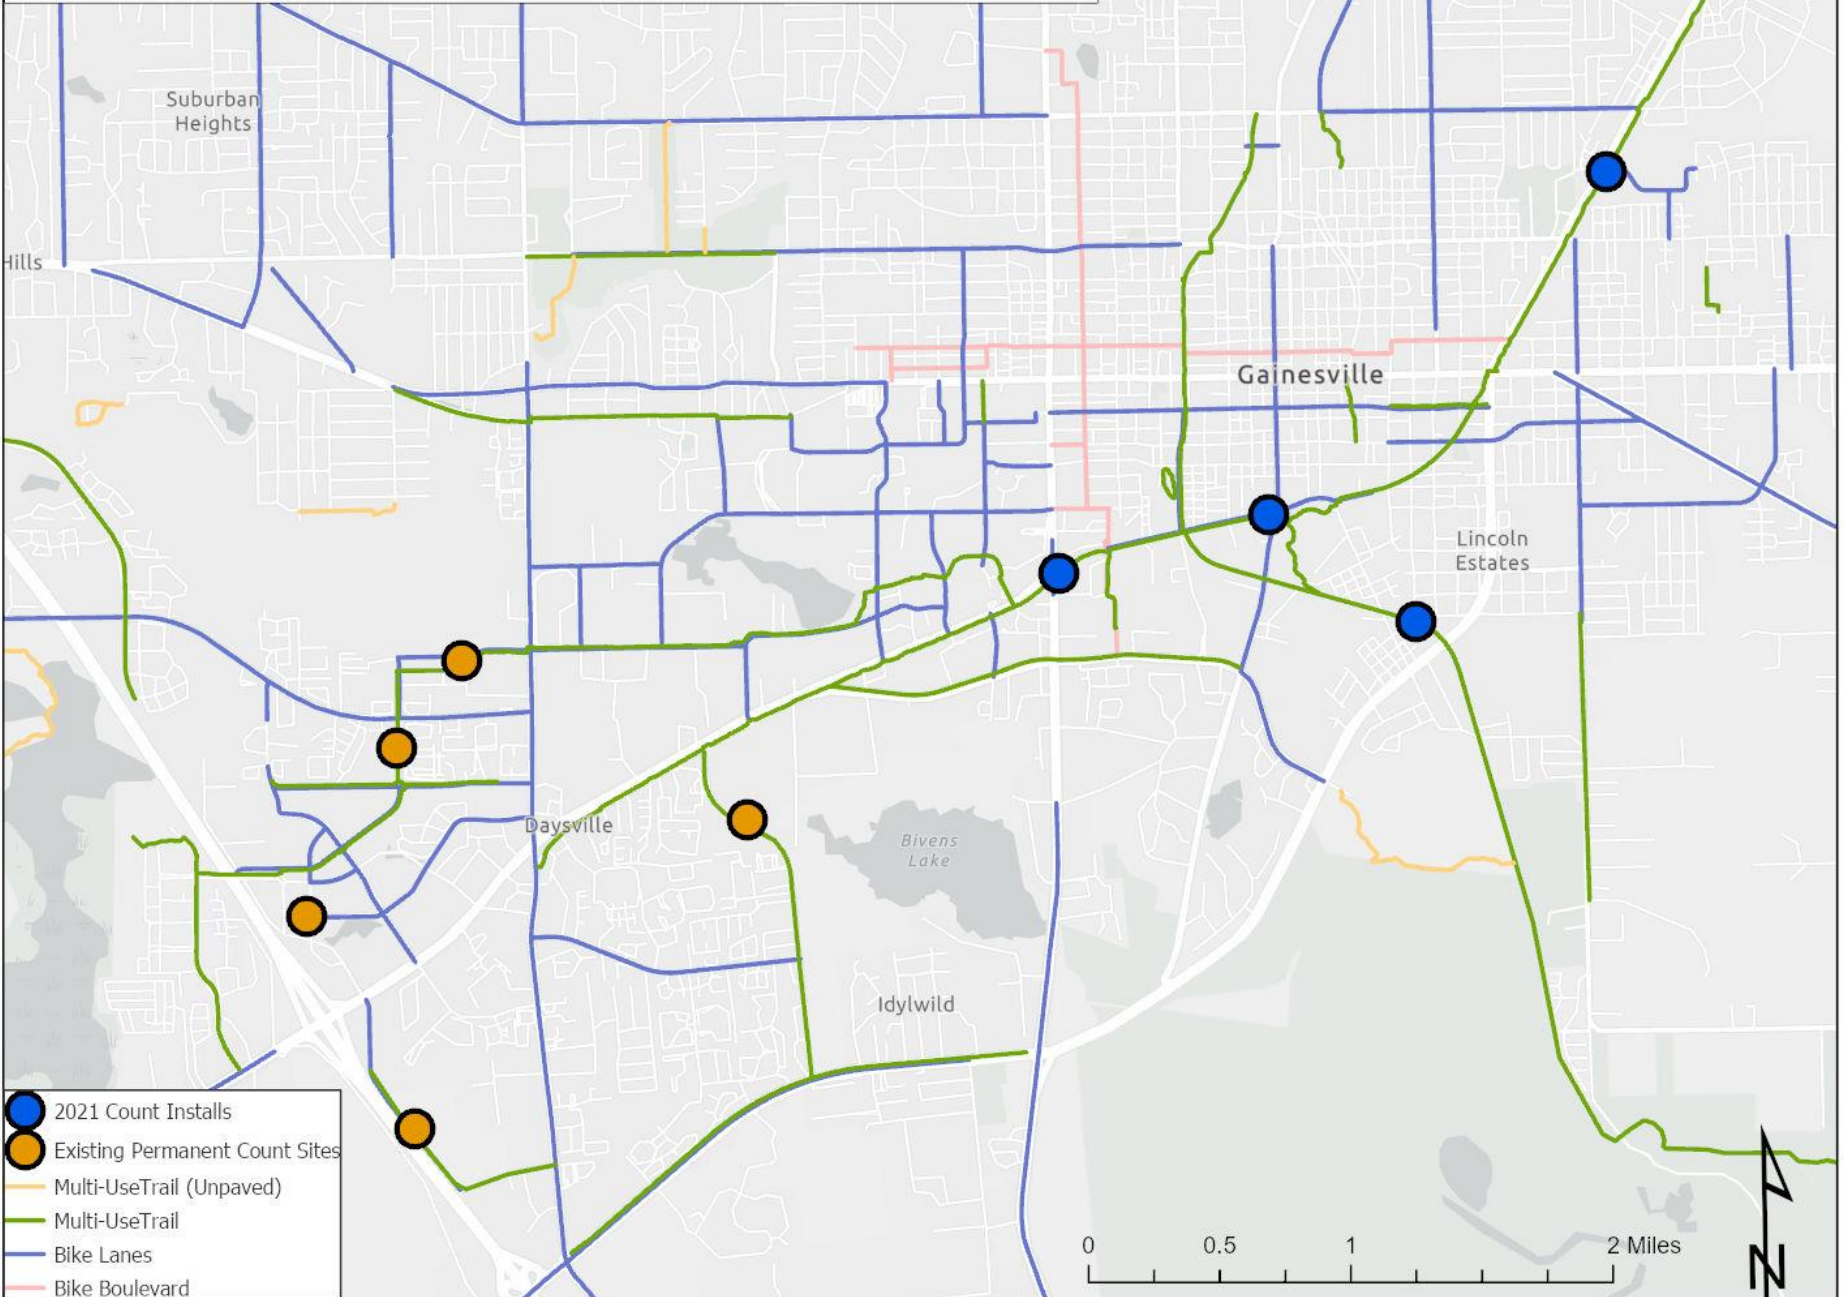 Suburban
Heights
Hills
Gainesville
Lincoln
Estates
Daysville
Bivens
Lake
Idylwild
2021 Count Installs
Existing Permanent Count Sites
Multi-UseTrail (Unpaved)
Multi-UseTrail
Bike Lanes
Bike Boulevard
0 0.5 1 2 Miles
N